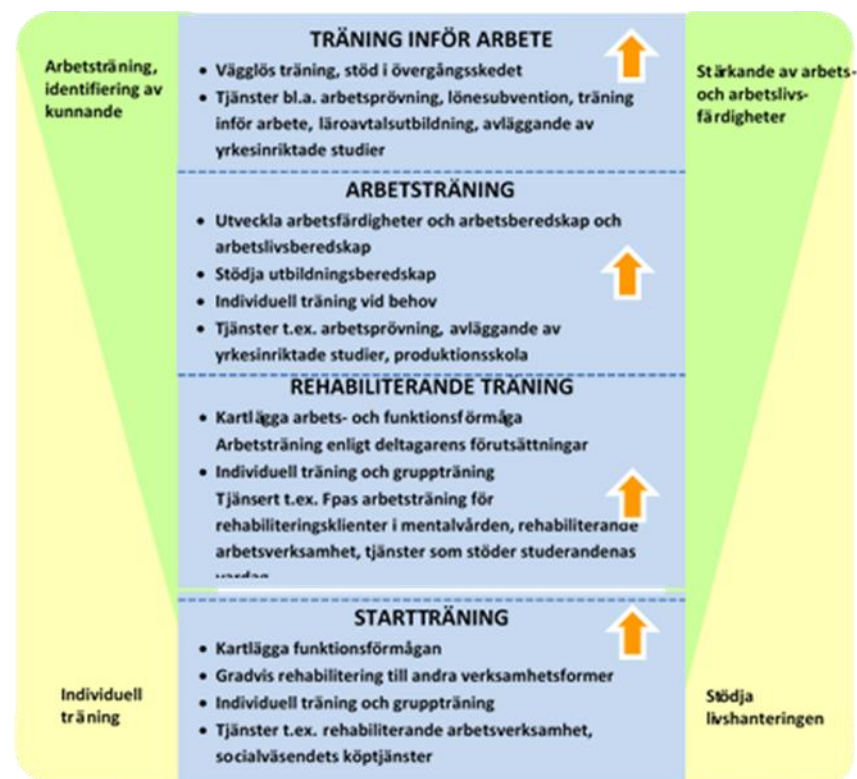 TRÄNING INFÖR ARBETE
• Vägglös träning, stöd i övergångsskedet
• Tjänster bl.a. arbetsprövning, lönesubvention, träning
inför arbete, läroavtalsutbildning, avläggande av
yrkesinriktade studier
Arbetsträning,
identifiering av
kunnande
Stärkande av arbets-
och arbetslivs-
färdigheter
ARBETSTRÄNING
• Utveckla arbetsfärdigheter och arbetsberedskap och
arbetslivsberedskap
• Stödja utbildningsberedskap
• Individuell träning vid behov
• Tjänster t.ex. arbetsprövning, avläggande av
yrkesinriktade studier, produktionsskola
REHABILITERANDE TRÄNING
• Kartlägga arbets- och funktionsförmåga
Arbetsträning enligt deltagarens förutsättningar
• Individuell träning och gruppträning
Tjänsert t.ex. Fpas arbetsträning för
rehabiliteringsklienter i mentalvården, rehabiliterande
arbetsverksamhet, tjänster som stöder studerandenas
STARTTRÄNING
• Kartlägga funktionsförmågan
• Gradvis rehabilitering till andra verksamhetsformer
• Individuell träning och gruppträning
• Tjänster t.ex. rehabiliterande arbetsverksamhet,
socialväsendets köptjänster
Individuell
träning
Stödja
livshanteringen